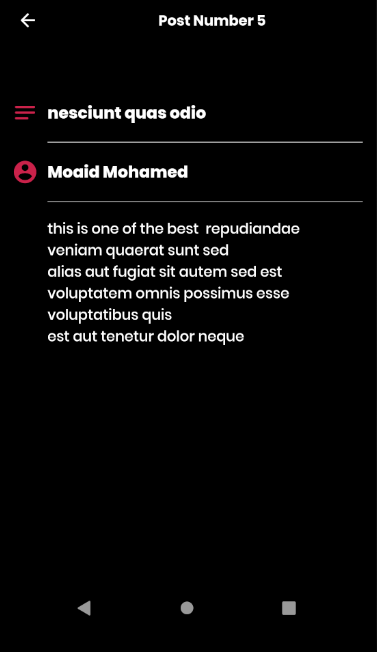 Post Number 5
nesciunt quas odio
Moaid Mohamed
this is one of the best  repudiandae
veniam quaerat sunt sed
alias aut fugiat sit autem sed est
voluptatem omnis possimus esse
voluptatibus quis
est aut tenetur dolor neque